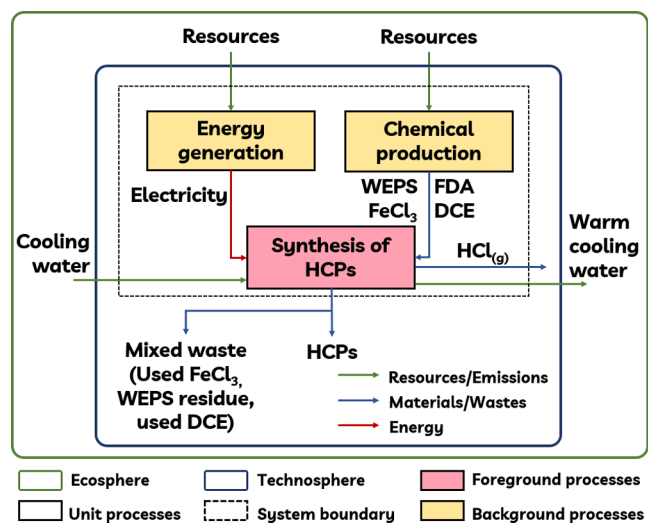 Resources
Resources
Energy
generation
Chemical
production
Electricity
WEPS
FeCl3
FDA
DCE
Cooling
water
Synthesis of
HCPs
HCl(g)
Warm
cooling
water
Mixed waste
(Used FeCl3,
WEPS residue,
used DCE)
HCPs
Resources/Emissions
Materials/Wastes
Energy
Ecosphere
Technosphere
Foreground processes
Unit processes
System boundary
Background processes